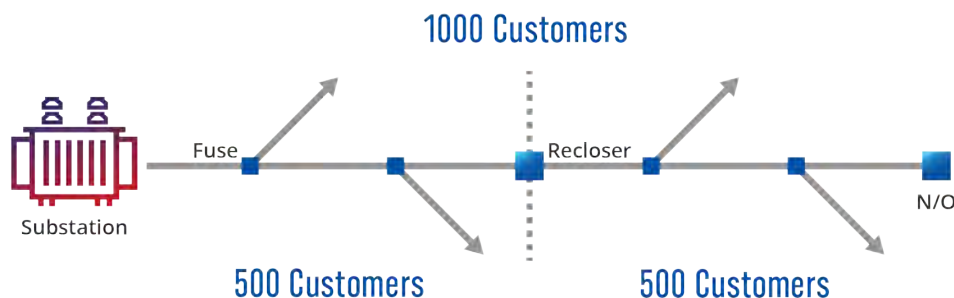 1000 Customers
Fuse
Recloser
N/O
Substation
500 Customers
500 Customers